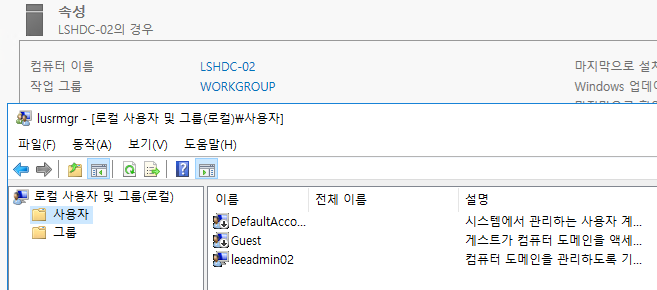 속성
LSHDC-02의 경우
컴퓨터 이름 LSHDC-02 마지막으로 설치
작업 그룹 WORKGROUP Windows 업데이
lusrmgr - [로컬 사용자 및 그룹(로컬)₩사용자]
파일(F) 동작(A) 보기(V) 도움말(H)
로컬 사용자 및 그룹(로컬)
사용자
그룹
이름 전체 이름 설명
DefaultAcco... 시스템에서 관리하는 사용자 계...
Guest 게스트가 컴퓨터 도메인을 액세...
leeadmin02 컴퓨터 도메인을 관리하도록 기...